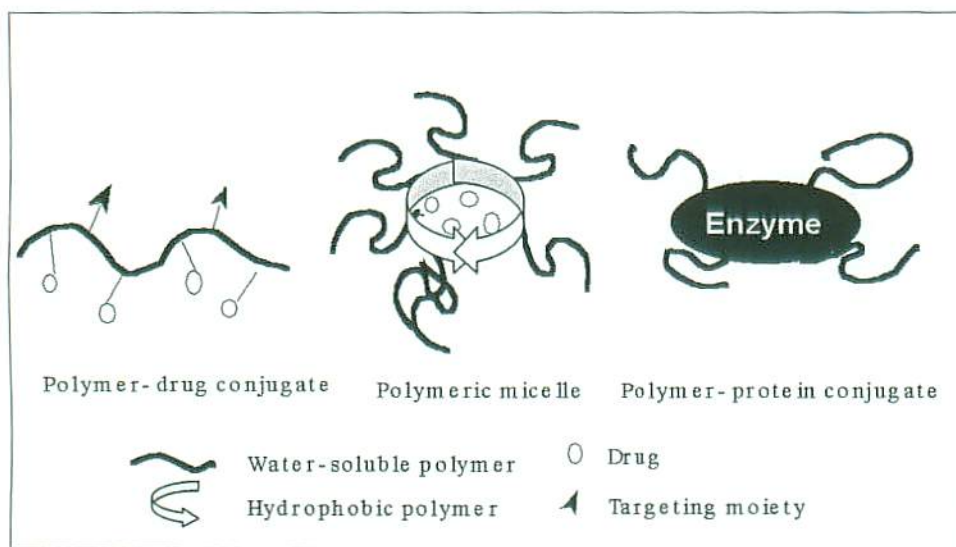 Enzyme
Polymer-drug conjugate
Polymeric micelle
Polymer-protein conjugate
Water-soluble polymer
Drug
Hydrophobic polymer
Targeting moiety